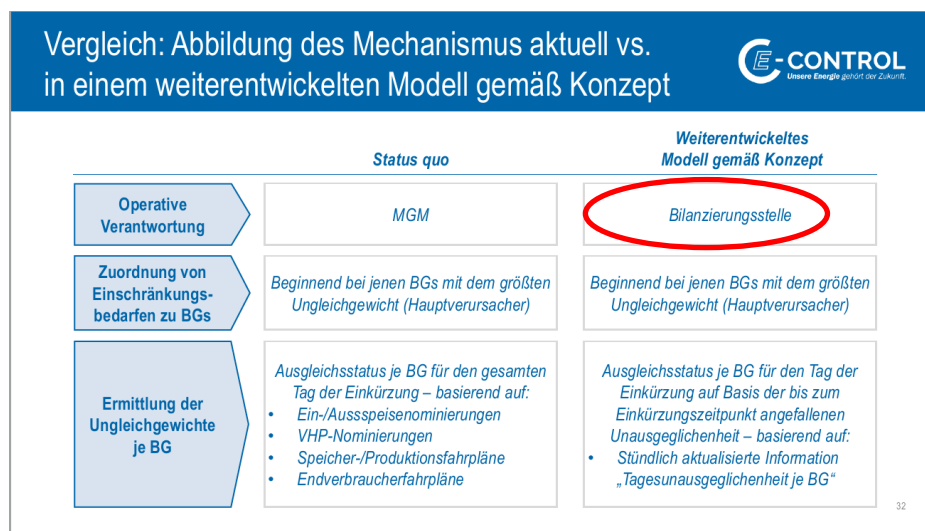 Vergleich: Abbildung des Mechanismus aktuell vs.
in einem weiterentwickelten Modell gemäß Konzept
E-CONTROL
Unsere Energie gehört der Zukunft.
Status quo
Weiterentwickeltes
Modell gemäß Konzept
Operative
Verantwortung
MGM
Bilanzierungsstelle
Zuordnung von
Einschränkungs-
bedarfen zu BGs
Beginnend bei jenen BGs mit dem größten
Ungleichgewicht (Hauptverursacher)
Beginnend bei jenen BGs mit dem größten
Ungleichgewicht (Hauptverursacher)
Ermittlung der
Ungleichgewichte
je BG
Ausgleichsstatus je BG für den gesamten
Tag der Einkürzung – basierend auf:
• Ein-/Aussspeisenominierungen
• VHP-Nominierungen
• Speicher-/Produktionsfahrpläne
• Endverbraucherfahrpläne
Ausgleichsstatus je BG für den Tag der
Einkürzung auf Basis der bis zum
Einkürzungszeitpunkt angefallenen
Unausgeglichenheit – basierend auf:
• Stündlich aktualisierte Information
„Tagesunausgeglichenheit je BG“
32